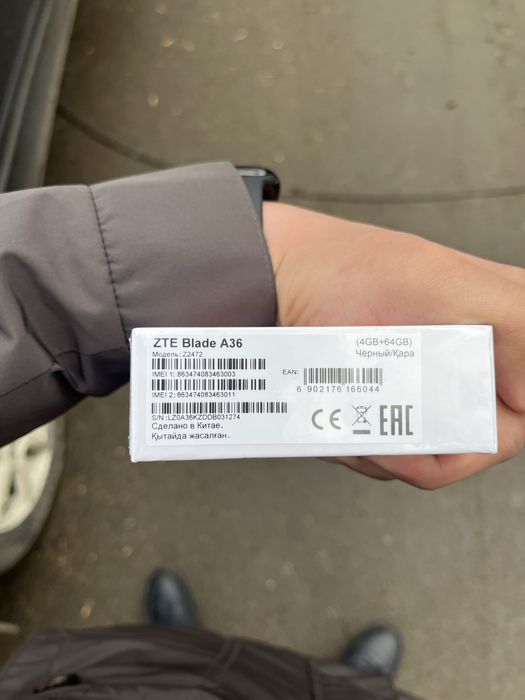 ZTE Blade A36
(4GB+64GB)
Модель: Z2472
Чёрный/Қара
IMEI 1: 863474083463003
EAN:
6 902176 166044
IMEI 2: 863474083463011
S/N:LZ0A36KZDDB031274
Сделано в Китае.
Қытайда жасалған.
CE
EAC